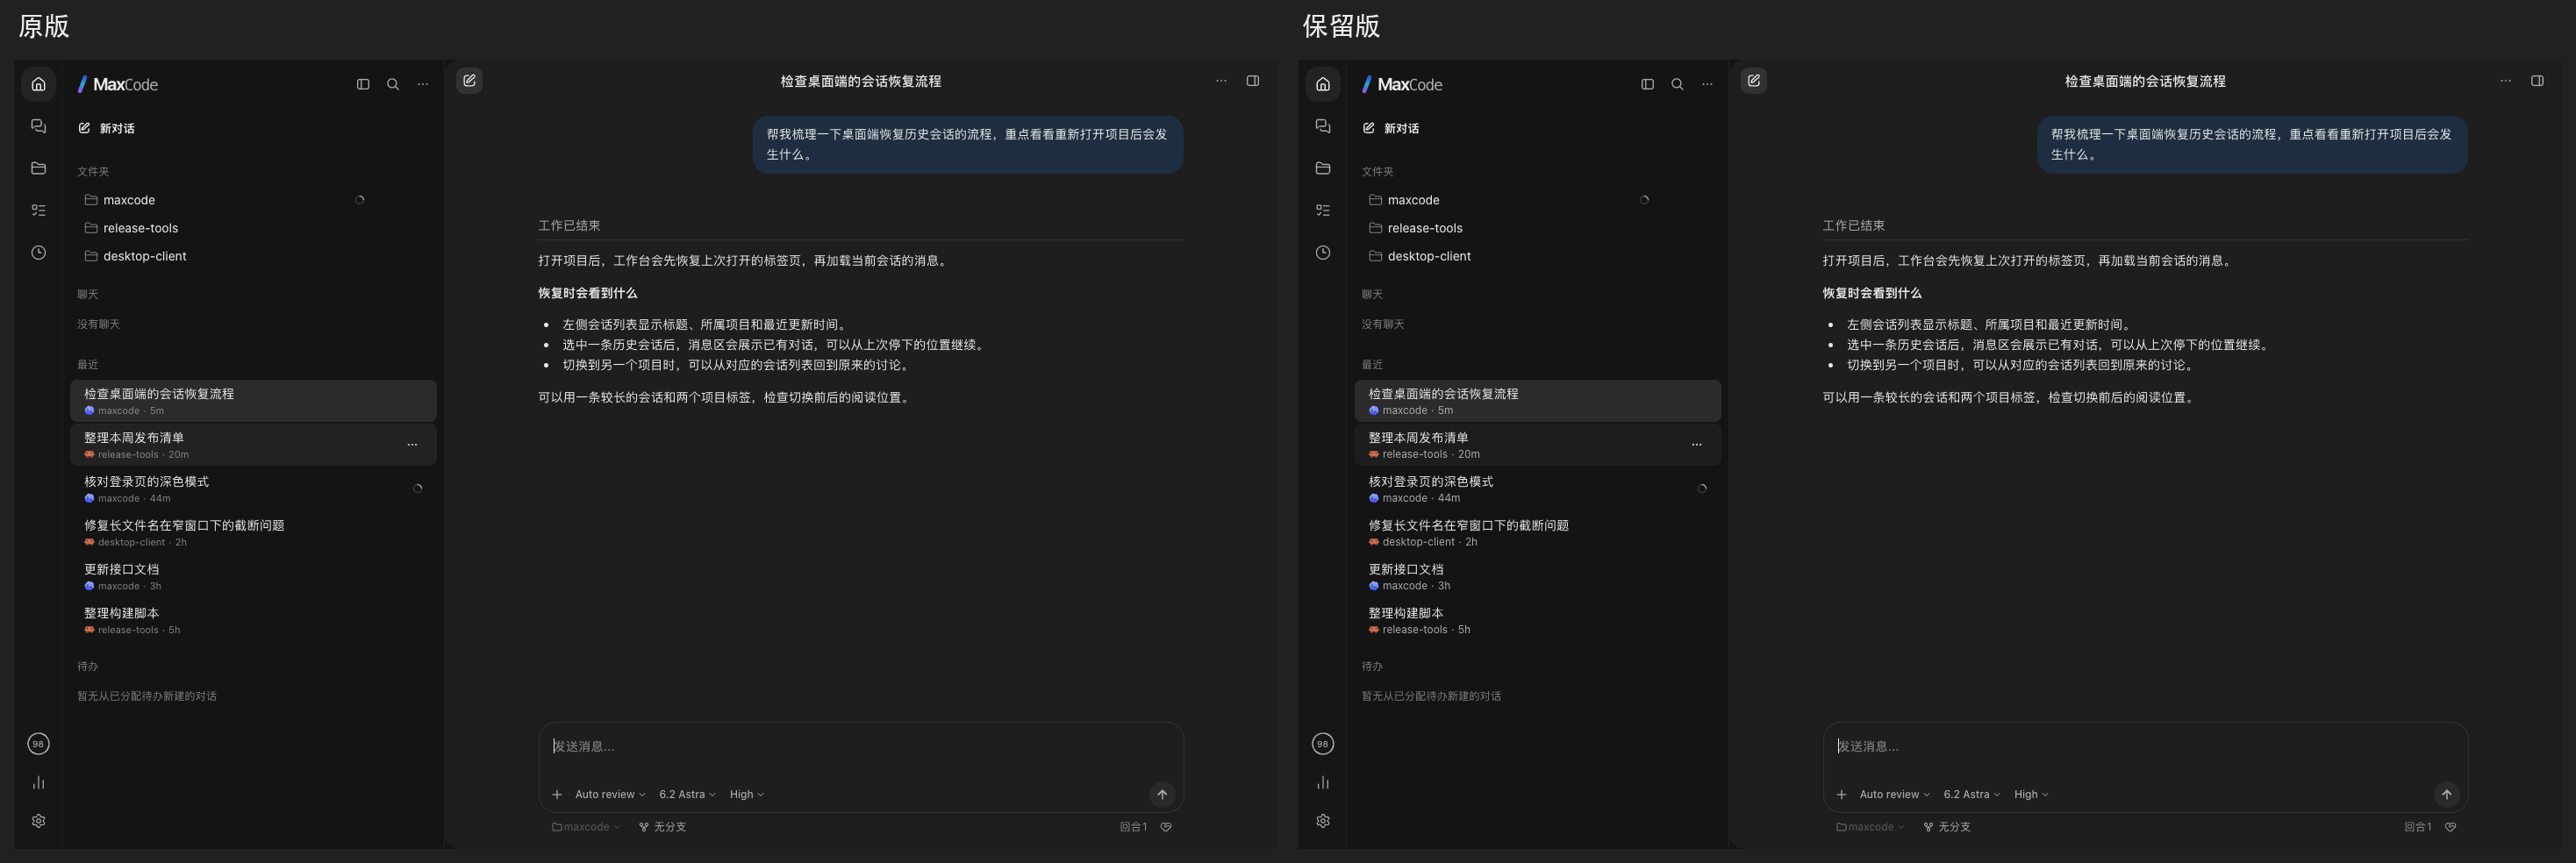 原版
MaxCode
新对话
文件夹
maxcode
release-tools
desktop-client
聊天
没有聊天
最近
检查桌面端的会话恢复流程
maxcode · 5m
整理本周发布清单
release-tools · 20m
核对登录页的深色模式
maxcode · 44m
修复长文件名在窄窗口下的截断问题
desktop-client · 2h
更新接口文档
maxcode · 3h
整理构建脚本
release-tools · 5h
待办
暂无从已分配待办新建的对话
98
检查桌面端的会话恢复流程
帮我梳理一下桌面端恢复历史会话的流程，重点看看重新打开项目后会发
生什么。
工作已结束
打开项目后，工作台会先恢复上次打开的标签页，再加载当前会话的消息。
恢复时会看到什么
• 左侧会话列表显示标题、所属项目和最近更新时间。
• 选中一条历史会话后，消息区会展示已有对话，可以从上次停下的位置继续。
• 切换到另一个项目时，可以从对应的会话列表回到原来的讨论。
可以用一条较长的会话和两个项目标签，检查切换前后的阅读位置。
发送消息...
Auto review 6.2 Astra High
maxcode 无分支 回合1
保留版
MaxCode
新对话
文件夹
maxcode
release-tools
desktop-client
聊天
没有聊天
最近
检查桌面端的会话恢复流程
maxcode · 5m
整理本周发布清单
release-tools · 20m
核对登录页的深色模式
maxcode · 44m
修复长文件名在窄窗口下的截断问题
desktop-client · 2h
更新接口文档
maxcode · 3h
整理构建脚本
release-tools · 5h
待办
暂无从已分配待办新建的对话
98
检查桌面端的会话恢复流程
帮我梳理一下桌面端恢复历史会话的流程，重点看看重新打开项目后会发
生什么。
工作已结束
打开项目后，工作台会先恢复上次打开的标签页，再加载当前会话的消息。
恢复时会看到什么
• 左侧会话列表显示标题、所属项目和最近更新时间。
• 选中一条历史会话后，消息区会展示已有对话，可以从上次停下的位置继续。
• 切换到另一个项目时，可以从对应的会话列表回到原来的讨论。
可以用一条较长的会话和两个项目标签，检查切换前后的阅读位置。
发送消息...
Auto review 6.2 Astra High
maxcode 无分支 回合1